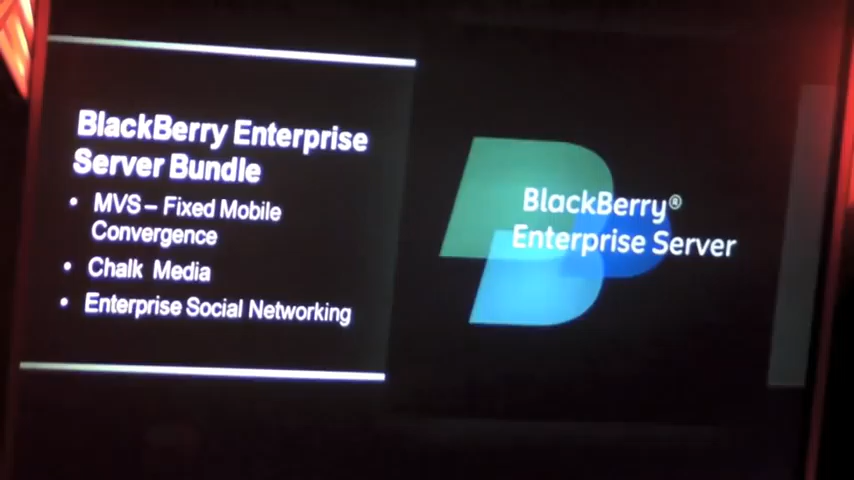 BlackBerry Enterprise
Server Bundle
• MVS – Fixed Mobile
Convergence
• Chalk Media
• Enterprise Social Networking
BlackBerry®
Enterprise Server